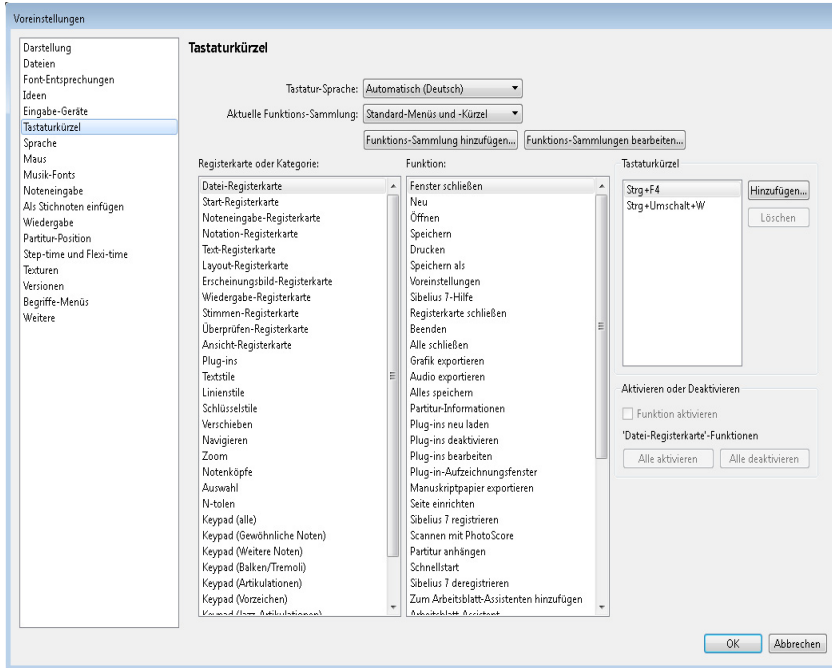 Voreinstellungen
Darstellung
Dateien
Font-Entsprechungen
Ideen
Eingabe-Geräte
Tastaturkürzel
Sprache
Maus
Musik-Fonts
Noteneingabe
Als Stichnoten einfügen
Wiedergabe
Partitur-Position
Step-time und Flexi-time
Texturen
Versionen
Begriffe-Menüs
Weitere
Tastaturkürzel
Tastatur-Sprache: Automatisch (Deutsch)
Aktuelle Funktions-Sammlung: Standard-Menüs und -Kürzel
Funktions-Sammlung hinzufügen... Funktions-Sammlungen bearbeiten...
Registerkarte oder Kategorie:
Datei-Registerkarte
Start-Registerkarte
Noteneingabe-Registerkarte
Notation-Registerkarte
Text-Registerkarte
Layout-Registerkarte
Erscheinungsbild-Registerkarte
Wiedergabe-Registerkarte
Stimmen-Registerkarte
Überprüfen-Registerkarte
Ansicht-Registerkarte
Plug-ins
Textstile
Linienstile
Schlüsselstile
Verschieben
Navigieren
Zoom
Notenköpfe
Auswahl
N-tolen
Keypad (alle)
Keypad (Gewöhnliche Noten)
Keypad (Weitere Noten)
Keypad (Balken/Tremoli)
Keypad (Artikulationen)
Keypad (Vorzeichen)
Keypad (Jazz-Artikulationen)
Funktion:
Fenster schließen
Neu
Öffnen
Speichern
Drucken
Speichern als
Voreinstellungen
Sibelius 7-Hilfe
Registerkarte schließen
Beenden
Alle schließen
Grafik exportieren
Audio exportieren
Alles speichern
Partitur-Informationen
Plug-ins neu laden
Plug-ins deaktivieren
Plug-ins bearbeiten
Plug-in-Aufzeichnungsfenster
Manuskriptpapier exportieren
Seite einrichten
Sibelius 7 registrieren
Scannen mit PhotoScore
Partitur anhängen
Schnellstart
Sibelius 7 deregistrieren
Zum Arbeitsblatt-Assistenten hinzufügen
Arbeitsblatt-Assistent
Tastaturkürzel
Strg+F4
Strg+Umschalt+W
Hinzufügen...
Löschen
Aktivieren oder Deaktivieren
Funktion aktivieren
'Datei-Registerkarte'-Funktionen
Alle aktivieren Alle deaktivieren
OK Abbrechen